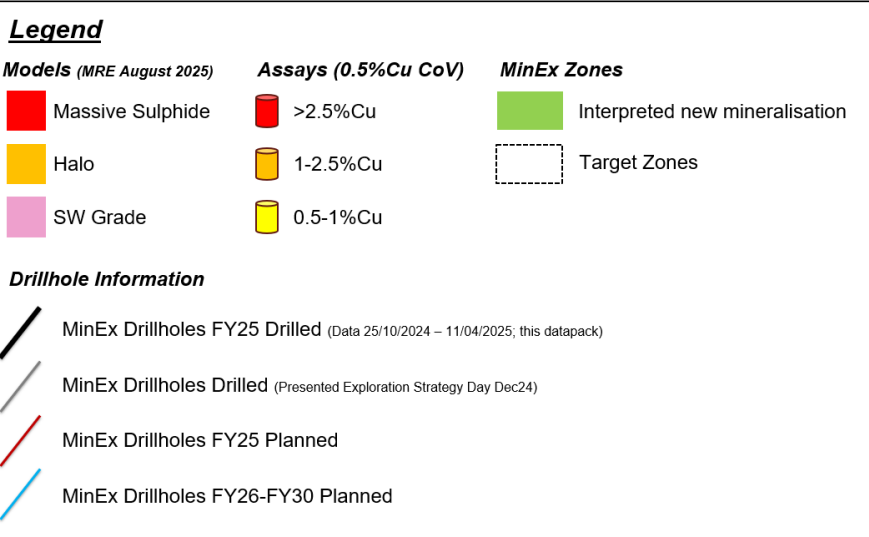 Legend
Models (MRE August 2025)
Assays (0.5%Cu CoV)
MinEx Zones
Massive Sulphide
>2.5%Cu
Interpreted new mineralisation
Halo
1-2.5%Cu
Target Zones
SW Grade
0.5-1%Cu
Drillhole Information
MinEx Drillholes FY25 Drilled (Data 25/10/2024 – 11/04/2025; this datapack)
MinEx Drillholes Drilled (Presented Exploration Strategy Day Dec24)
MinEx Drillholes FY25 Planned
MinEx Drillholes FY26-FY30 Planned